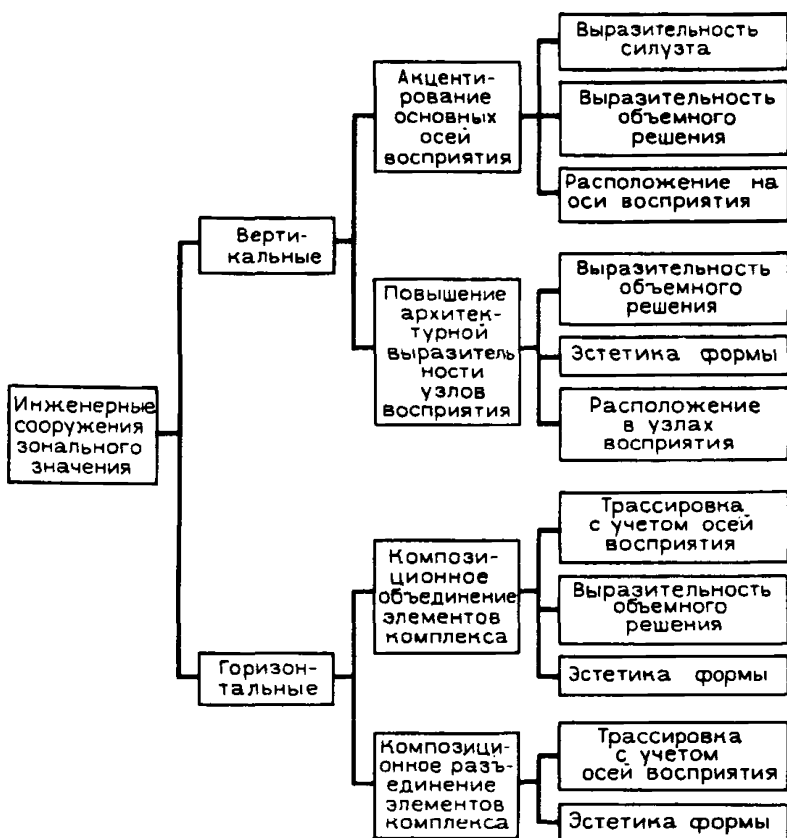 Инженерные
сооружения
зонального
значения
Верти-
кальные
Акценти-
рование
основных
осей
восприятия
Выразительность
силуэта
Выразительность
объемного
решения
Расположение на
оси восприятия
Повышение
архитек-
турной
выразитель
ности
узлов
восприятия
Выразительность
объемного
решения
Эстетика формы
Расположение
в узлах
восприятия
Горизон-
тальные
Компози-
ционное
объединение
элементов
комплекса
Трассировка
с учетом осей
восприятия
Выразительность
объемного
решения
Эстетика формы
Композици-
онное разъ-
единение
элементов
комплекса
Трассировка
с учетом
осей восприятия
Эстетика формы